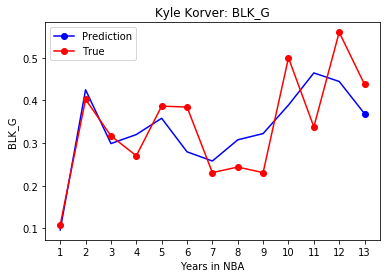 Kyle Korver: BLK_G
Prediction
True
BLK_G
0.5
0.4
0.3
0.2
0.1
1 2 3 4 5 6 7 8 9 10 11 12 13
Years in NBA